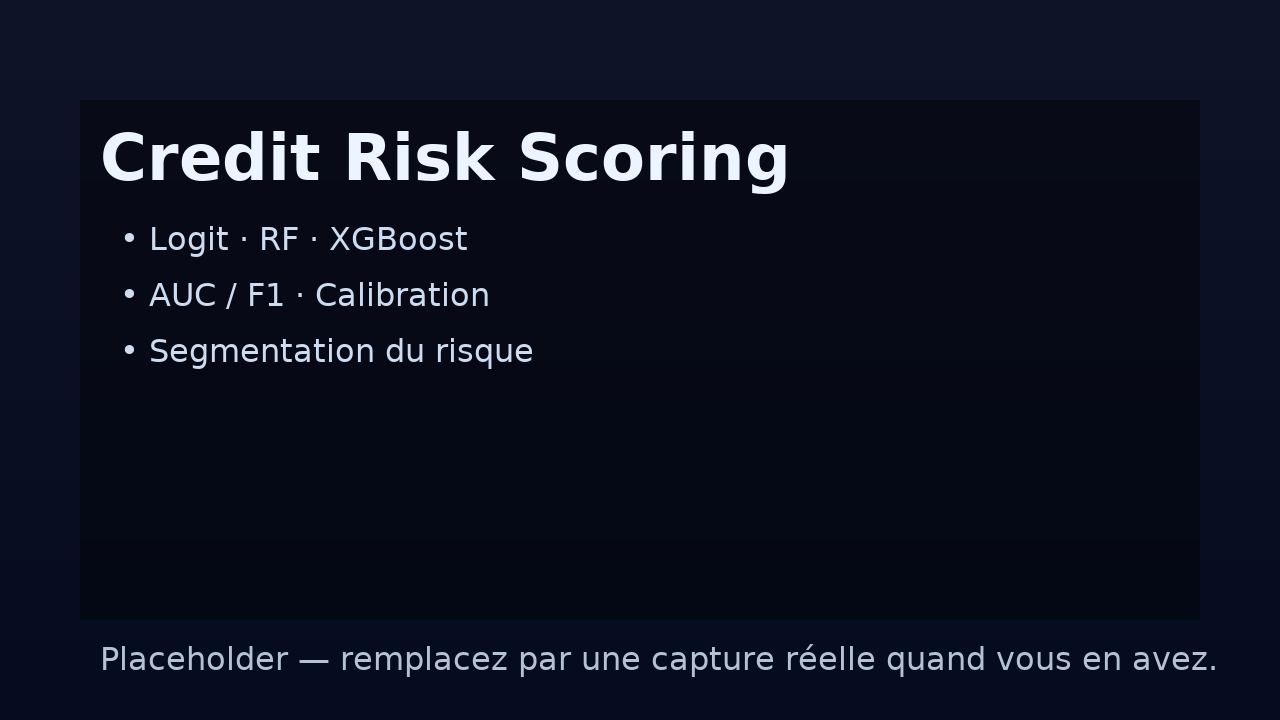 Credit Risk Scoring
• Logit · RF · XGBoost
• AUC / F1 · Calibration
• Segmentation du risque
Placeholder — remplacez par une capture réelle quand vous en avez.